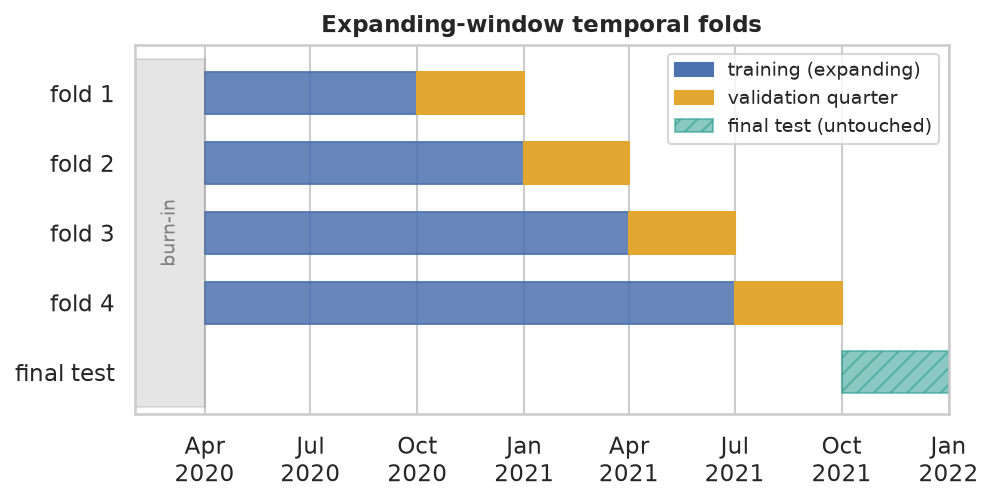 Expanding-window temporal folds
training (expanding)
validation quarter
final test (untouched)
fold 1
fold 2
fold 3
fold 4
final test
burn-in
Apr
2020
Jul
2020
Oct
2020
Jan
2021
Apr
2021
Jul
2021
Oct
2021
Jan
2022